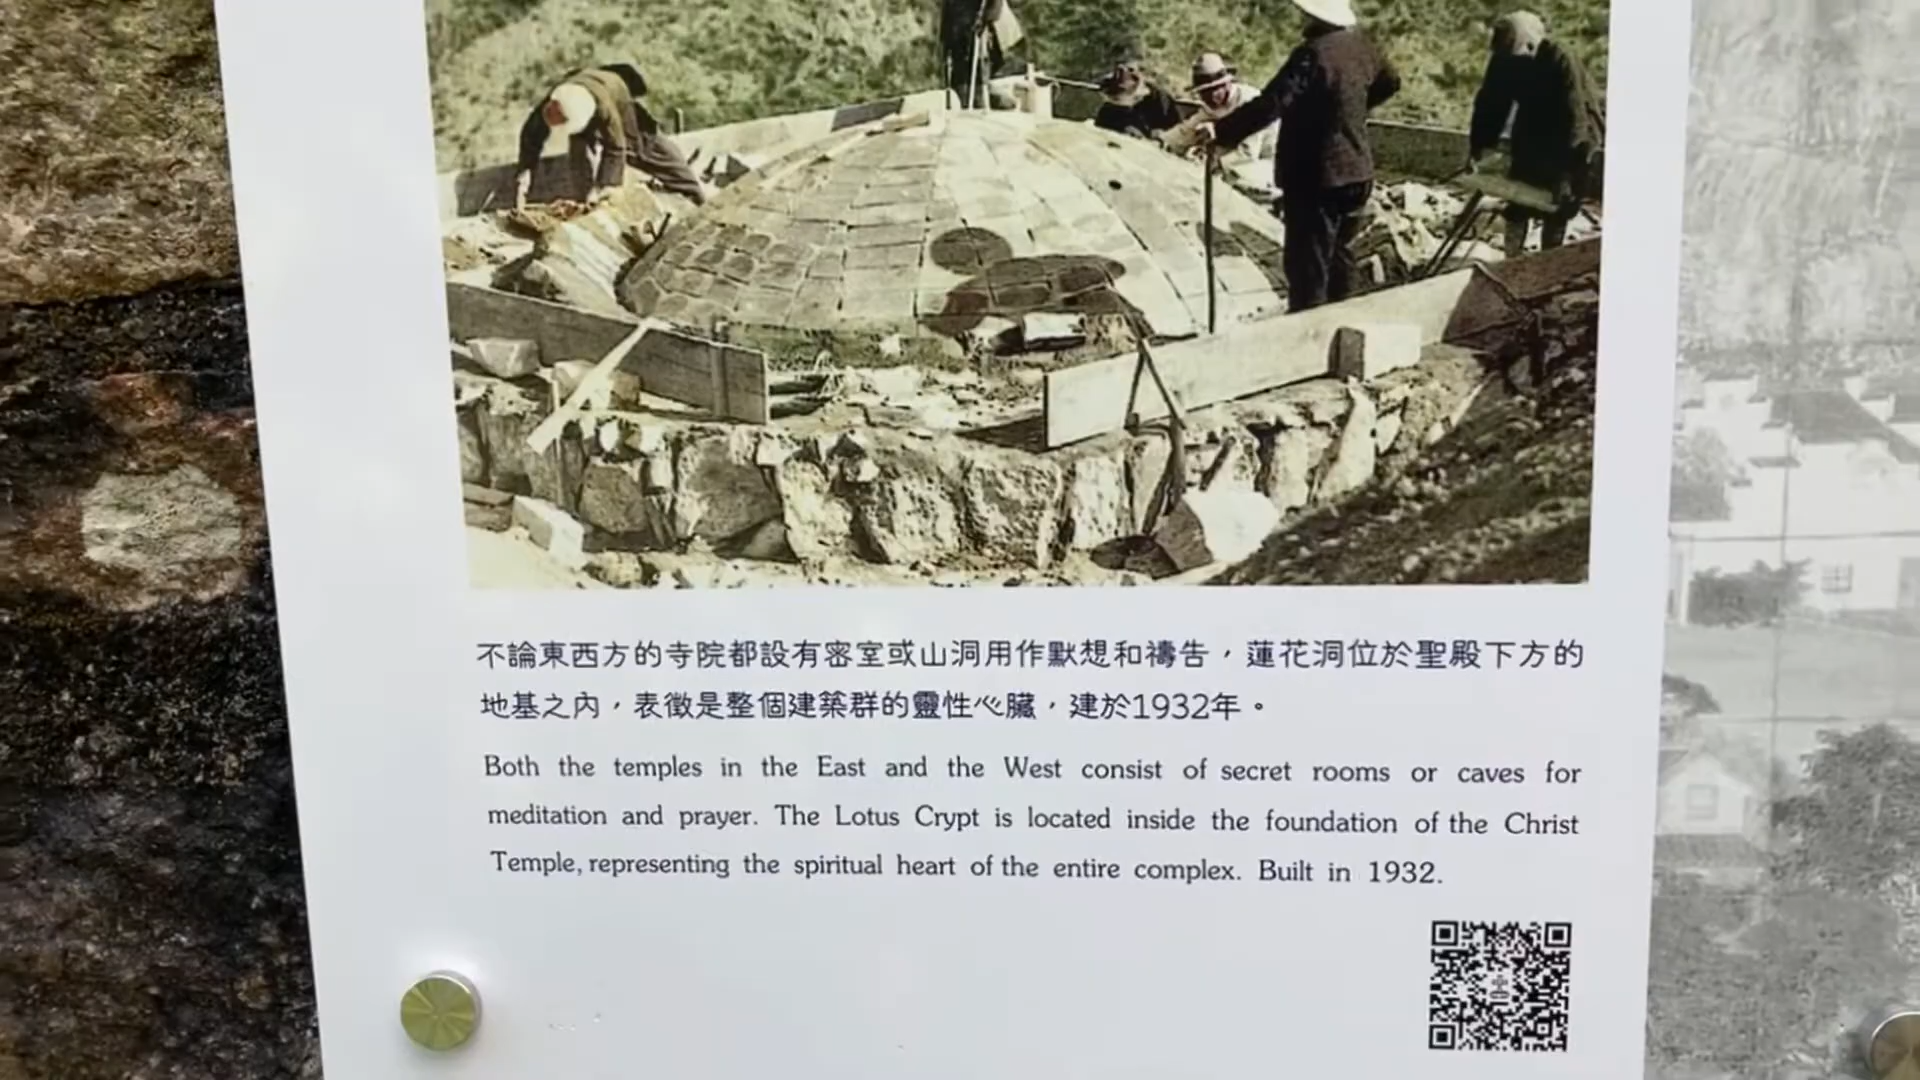 不論東西方的寺院都設有密室或山洞用作默想和禱告，蓮花洞位於聖殿下方的
地基之內，表徵是整個建築群的靈性心臟，建於1932年。
Both the temples in the East and the West consist of secret rooms or caves for
meditation and prayer. The Lotus Crypt is located inside the foundation of the Christ
Temple, representing the spiritual heart of the entire complex. Built in 1932.